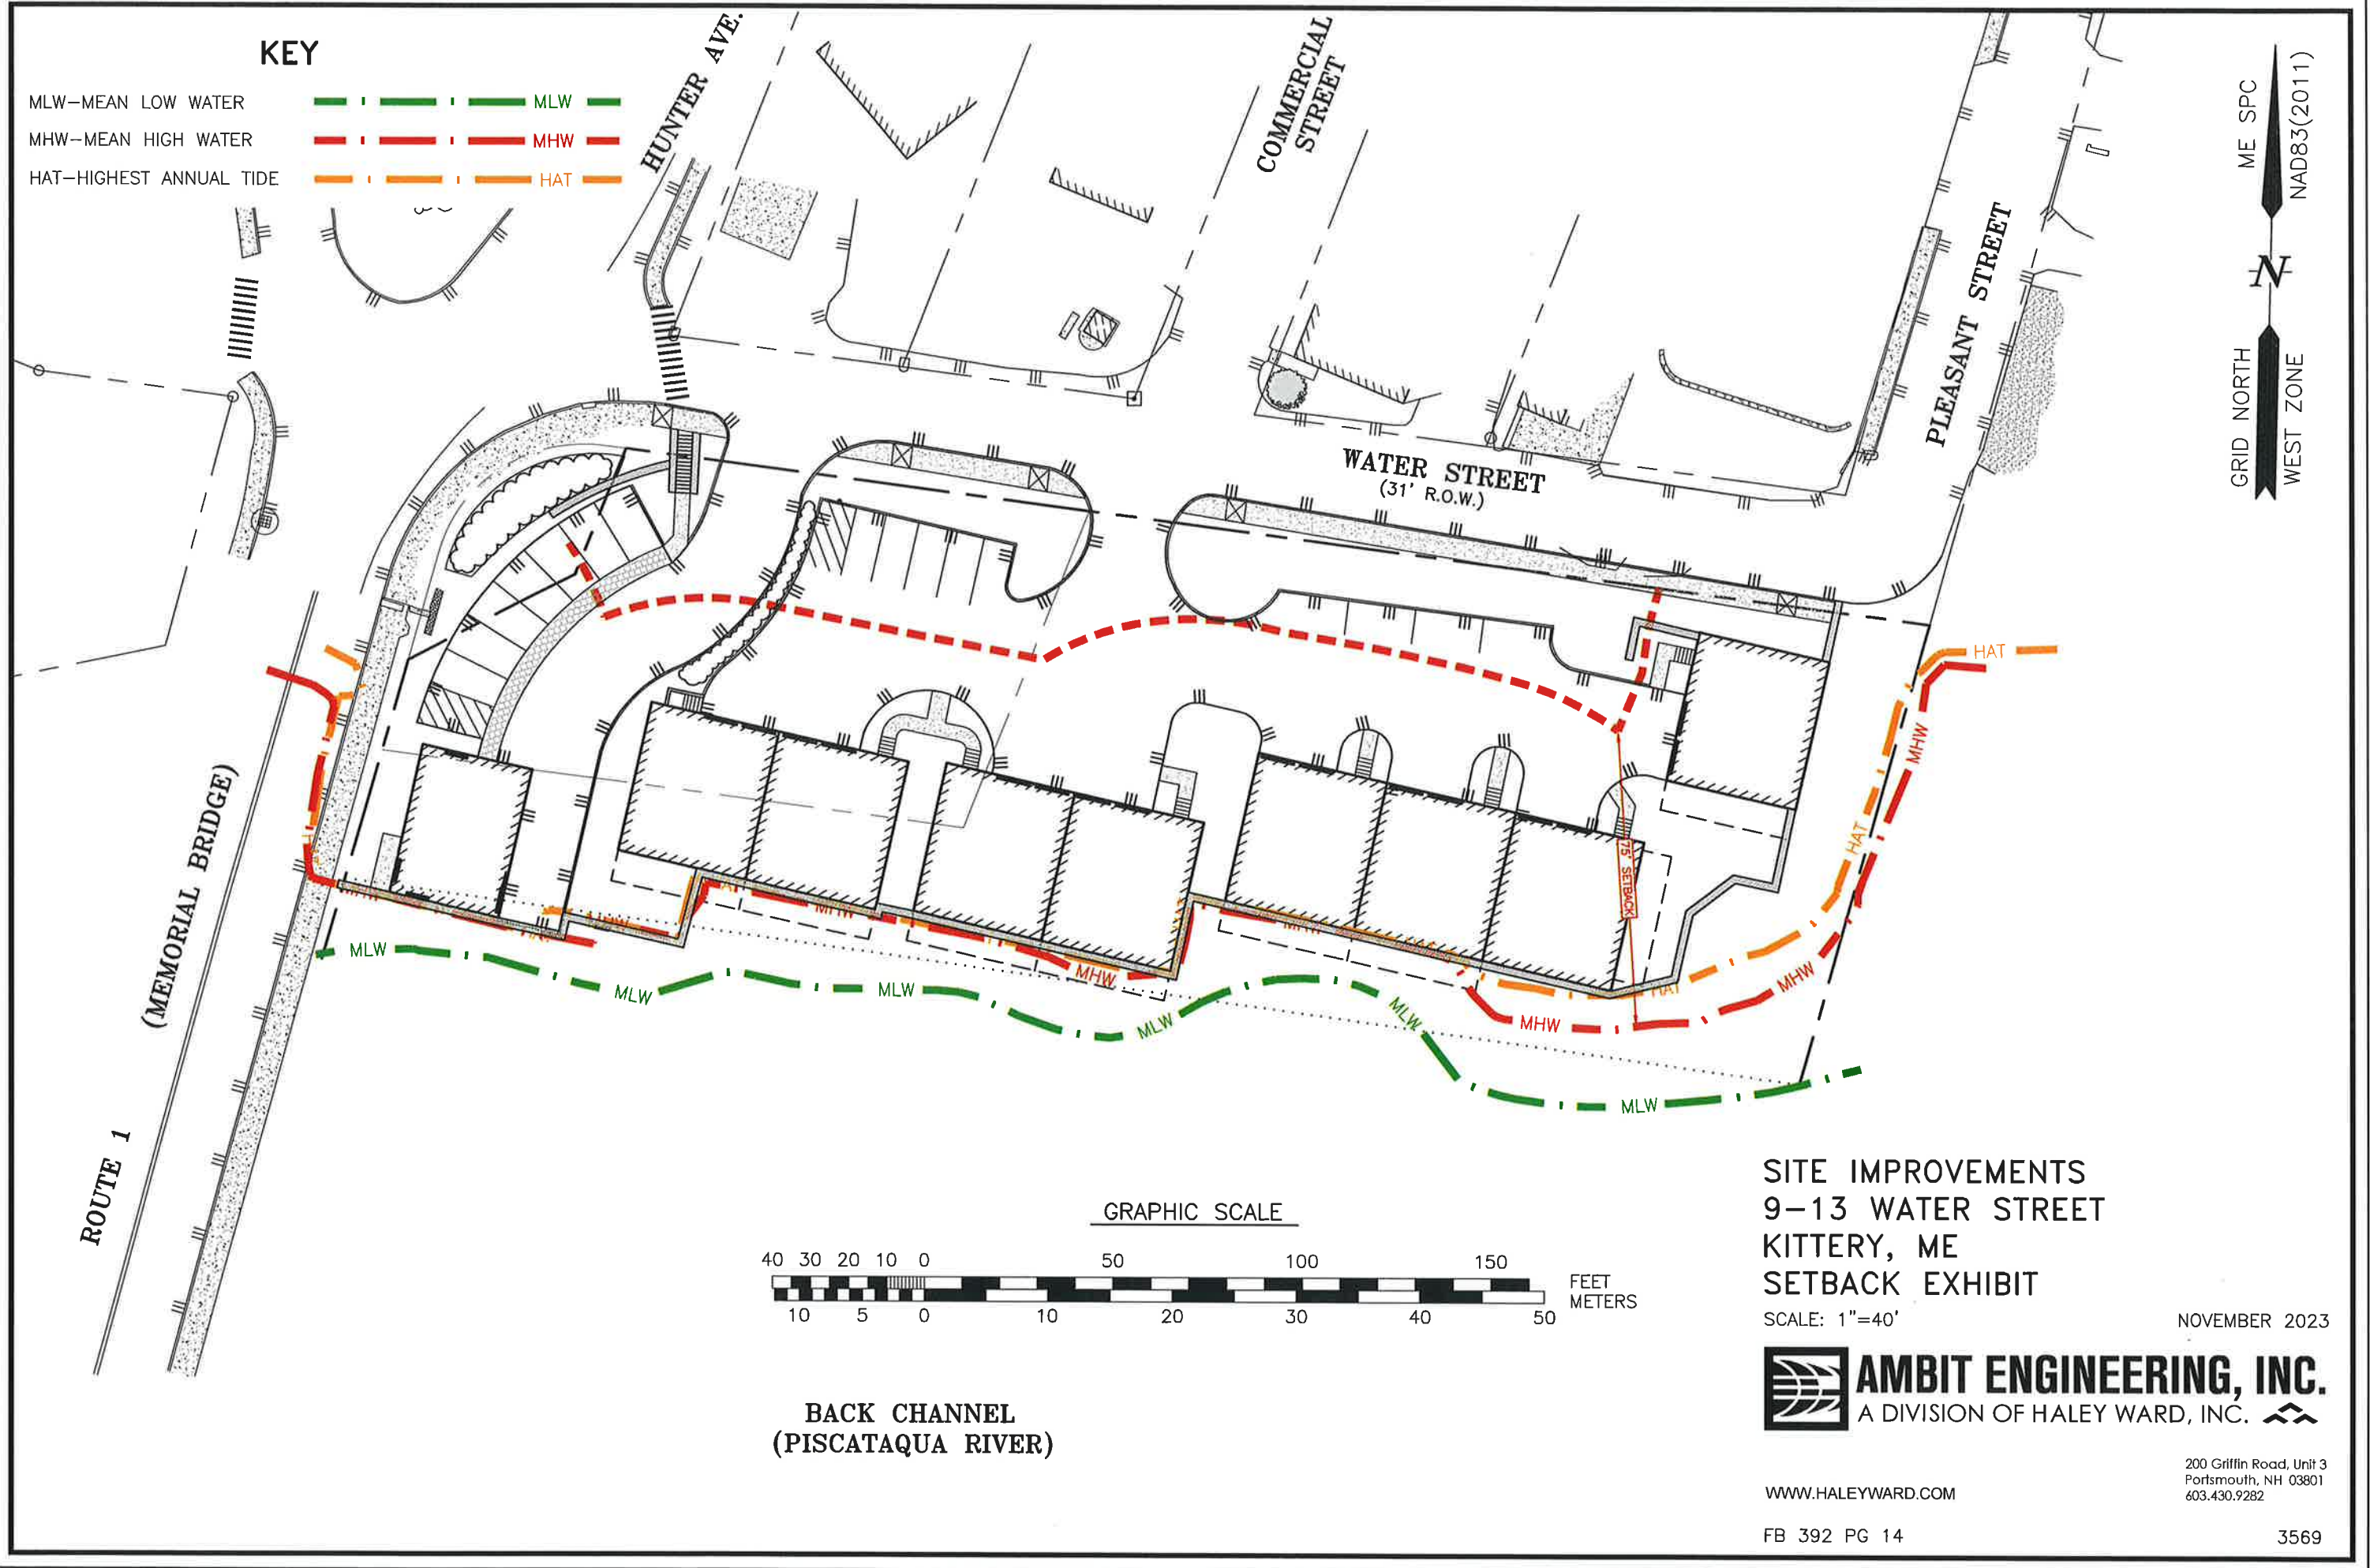 KEY
MLW-MEAN LOW WATER
MLW
MHW-MEAN HIGH WATER
MHW
HAT-HIGHEST ANNUAL TIDE
HAT
HUNTER AVE.
COMMERCIAL
STREET
PLEASANT STREET
ME SPC
NAD83(2011)
N
GRID NORTH
WEST ZONE
WATER STREET
(31' R.O.W.)
HAT
MHW
HAT
75' SETBACK
HAT
MHW
MHW
MHW
MHW
MHW
MLW
MLW
MLW
MLW
MLW
MLW
ROUTE 1
(MEMORIAL BRIDGE)
GRAPHIC SCALE
40 30 20 10 0 50 100 150
FEET
METERS
10 5 0 10 20 30 40 50
BACK CHANNEL
(PISCATAQUA RIVER)
SITE IMPROVEMENTS
9-13 WATER STREET
KITTERY, ME
SETBACK EXHIBIT
SCALE: 1"=40'
NOVEMBER 2023
AMBIT ENGINEERING, INC.
A DIVISION OF HALEY WARD, INC.
200 Griffin Road, Unit 3
Portsmouth, NH 03801
603.430.9282
WWW.HALEYWARD.COM
FB 392 PG 14
3569